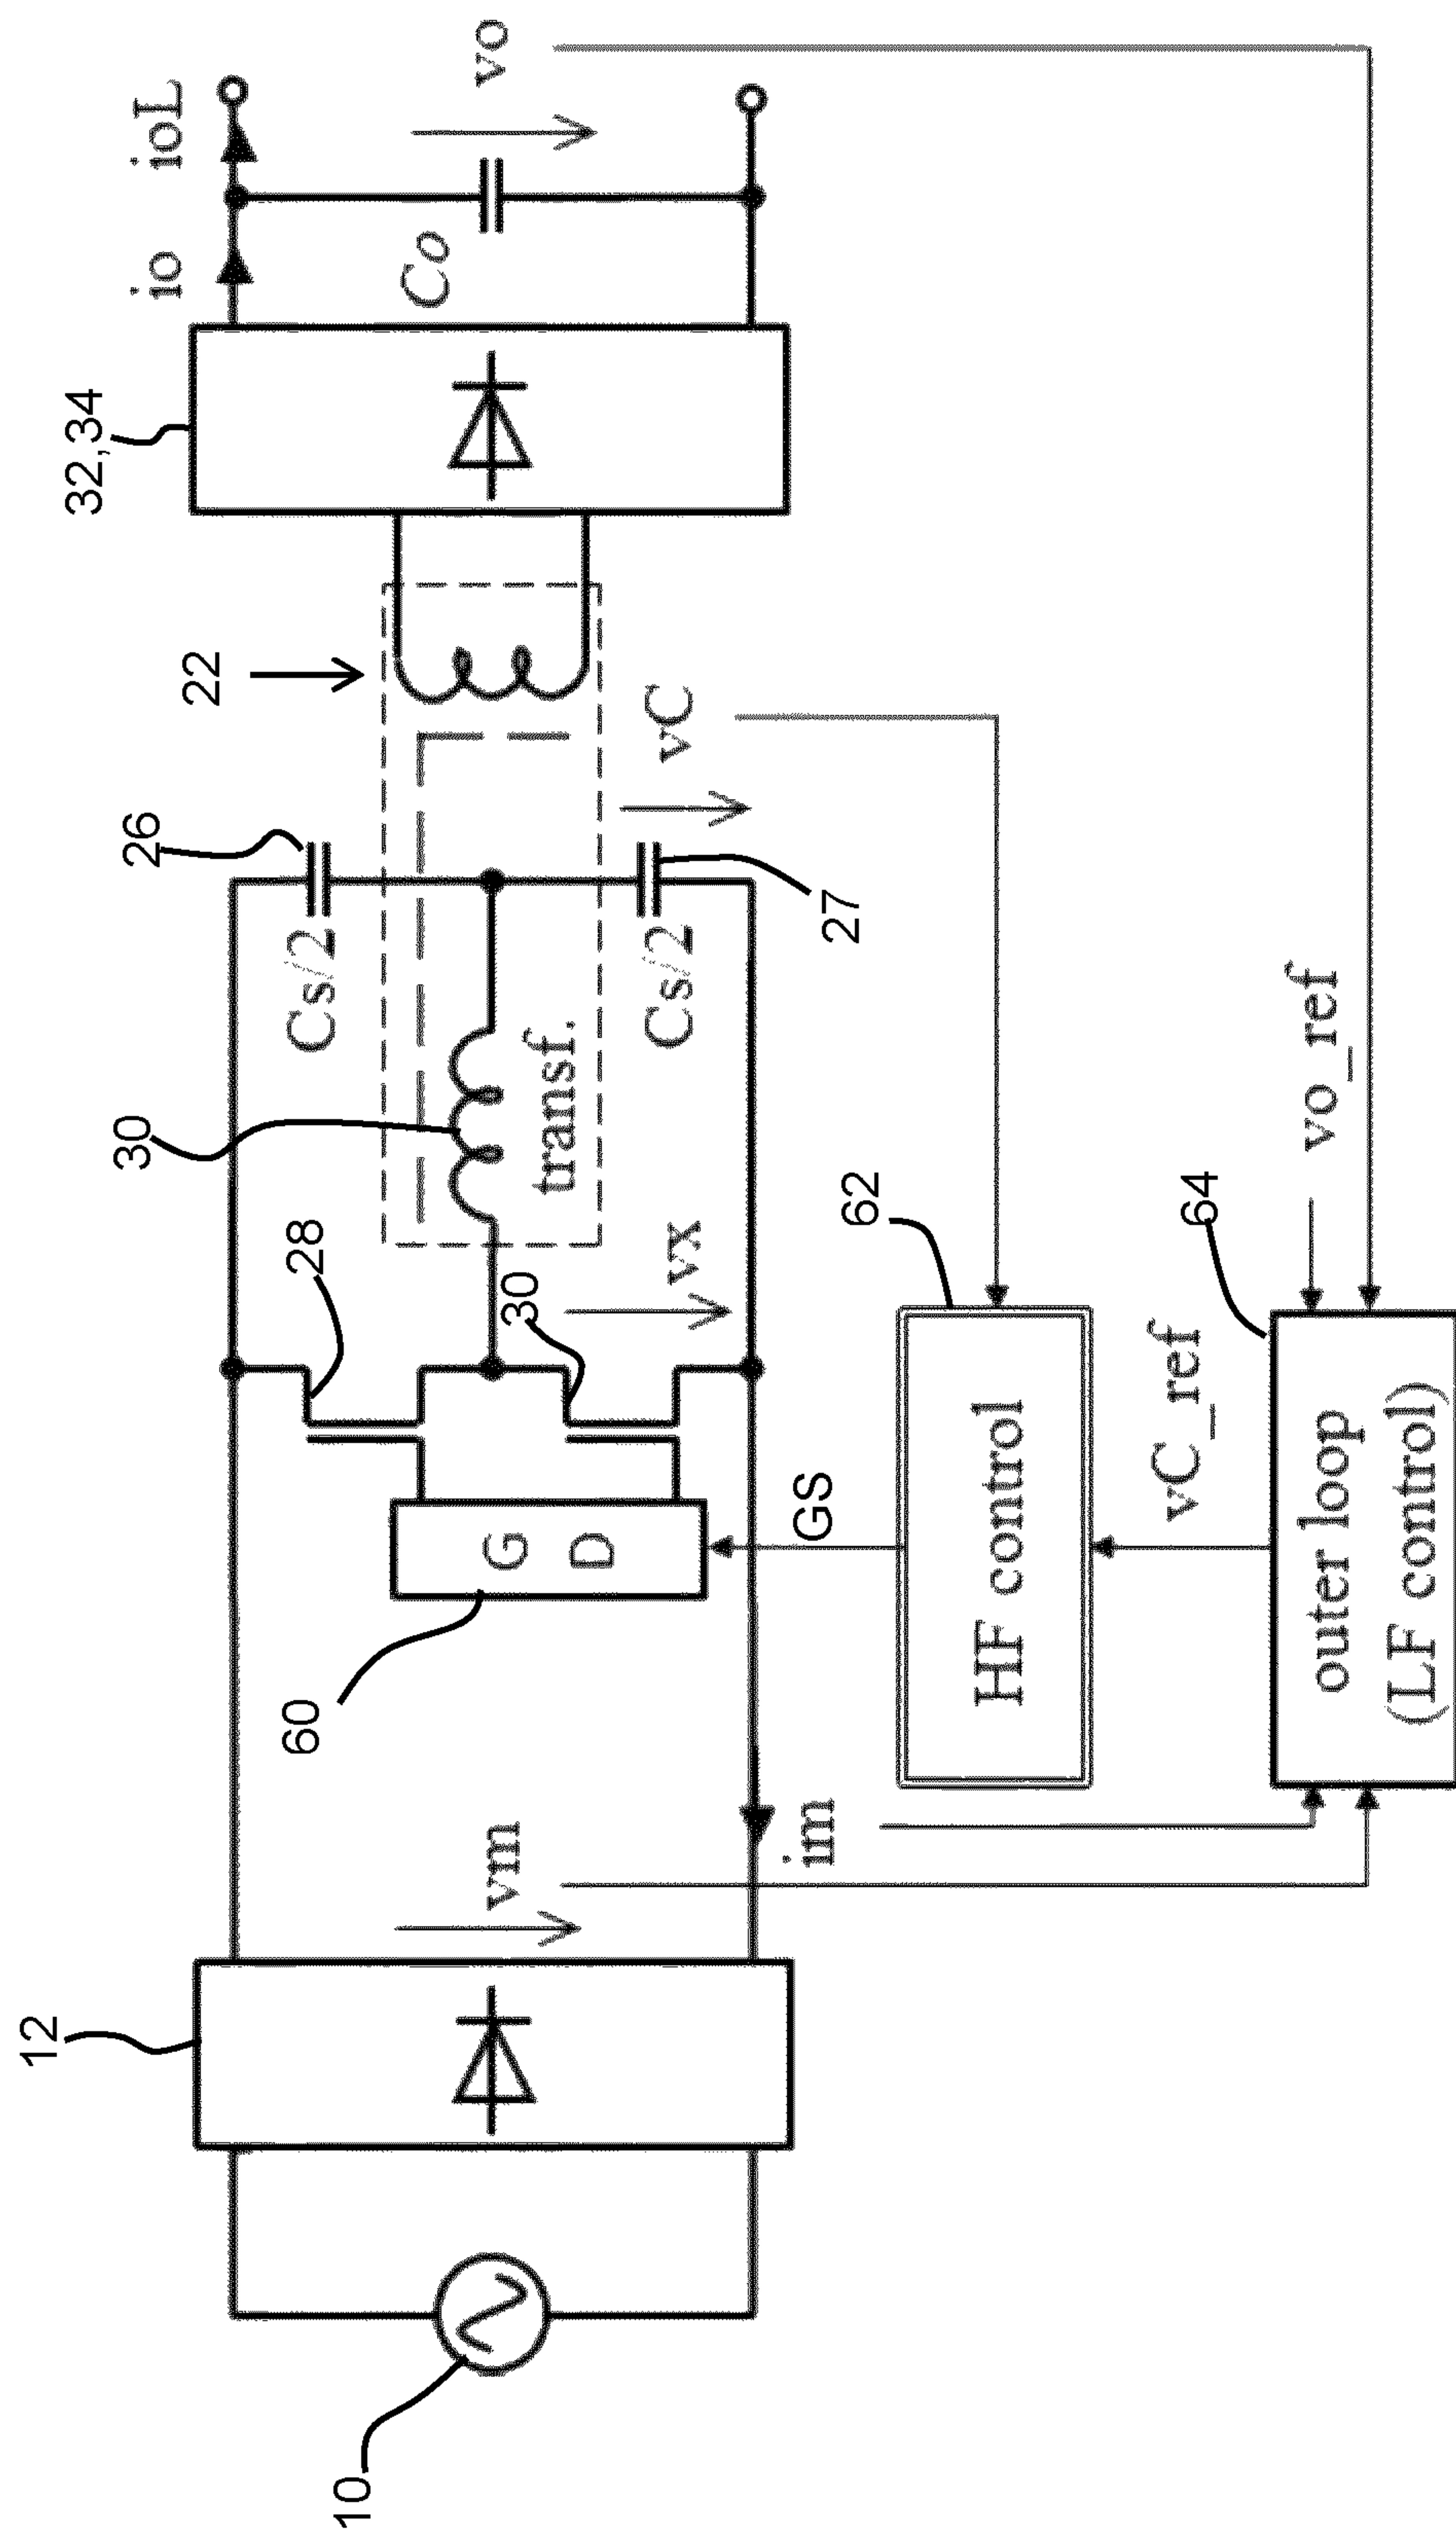 10
12
vm
im
60
G
D
GS
28
30
vx
30
transf.
Cs/2
26
Cs/2
27
vC
22
32,34
io
ioL
Co
vo
62
HF control
vC_ref
64
outer loop
(LF control)
vo_ref